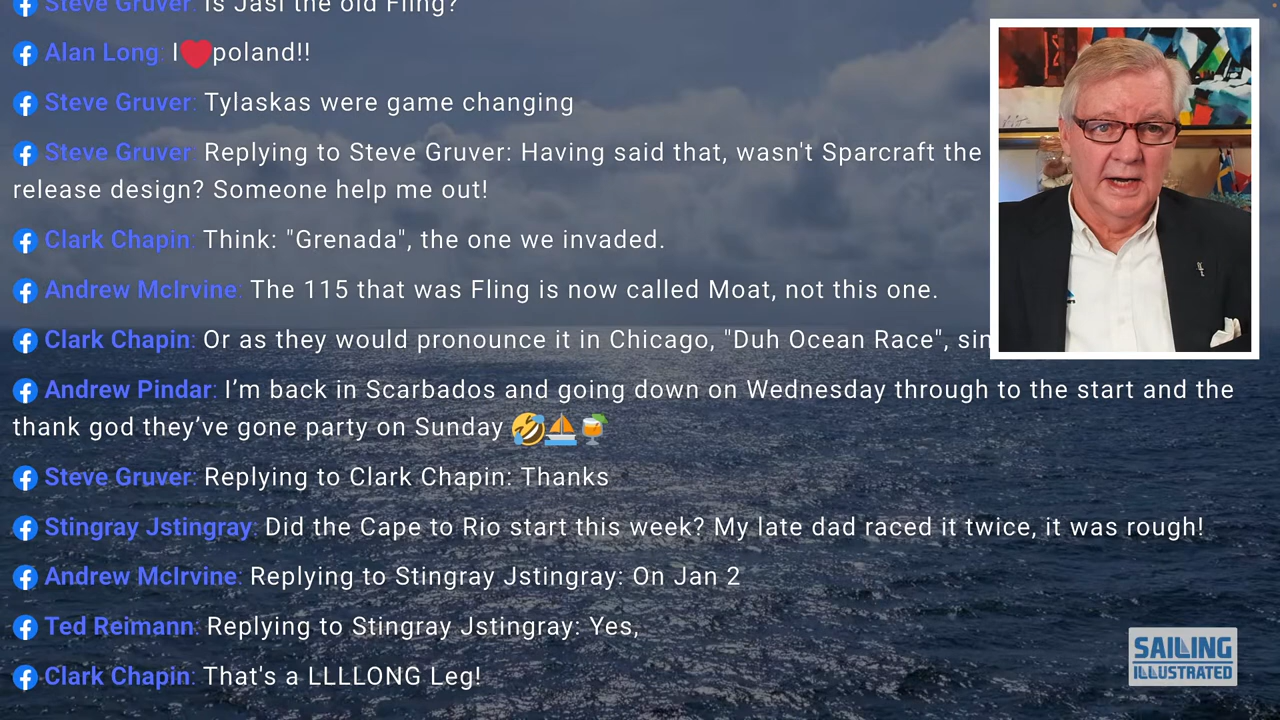 Steve Gruver: Is Jasi the old Fling?
Alan Long: I❤️poland!!
Steve Gruver: Tylaskas were game changing
Steve Gruver: Replying to Steve Gruver: Having said that, wasn't Sparcraft the
release design? Someone help me out!
Clark Chapin: Think: "Grenada", the one we invaded.
Andrew McIrvine: The 115 that was Fling is now called Moat, not this one.
Clark Chapin: Or as they would pronounce it in Chicago, "Duh Ocean Race",
Andrew Pindar: I’m back in Scarbados and going down on Wednesday through to the start and the
thank god they’ve gone party on Sunday 🤣⛵🍹
Steve Gruver: Replying to Clark Chapin: Thanks
Stingray Jstingray: Did the Cape to Rio start this week? My late dad raced it twice, it was rough!
Andrew McIrvine: Replying to Stingray Jstingray: On Jan 2
Ted Reimann: Replying to Stingray Jstingray: Yes,
Clark Chapin: That's a LLLLONG Leg!
SAILING
ILLUSTRATED